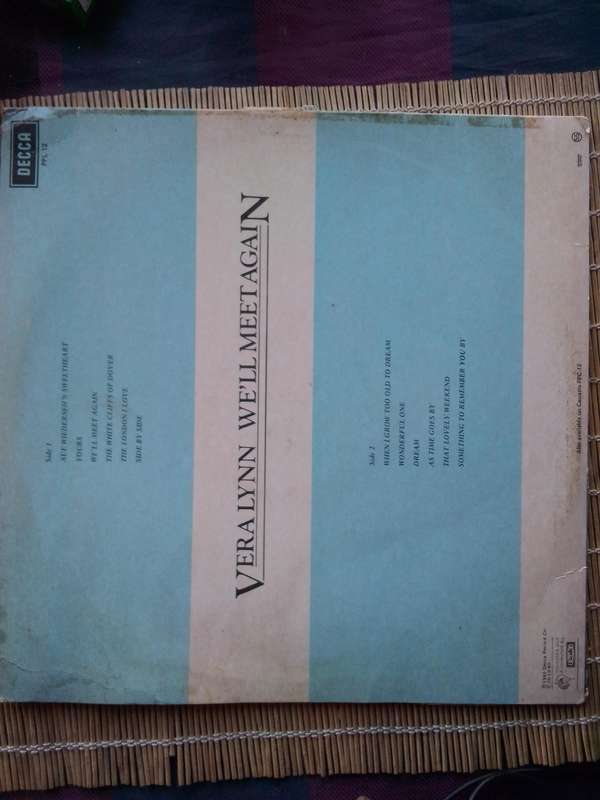 DECCA
PPL 12
VERA LYNN WE'LL MEET AGAIN
Side 1
AUF WIEDERSEH'N SWEETHEART
YOURS
WE'LL MEET AGAIN
THE WHITE CLIFFS OF DOVER
THE LONDON I LOVE
SIDE BY SIDE
Side 2
WHEN I GROW TOO OLD TO DREAM
WONDERFUL ONE
DREAM
AS TIME GOES BY
THAT LOVELY WEEKEND
SOMETHING TO REMEMBER YOU BY
Also available on Cassette PPC-12